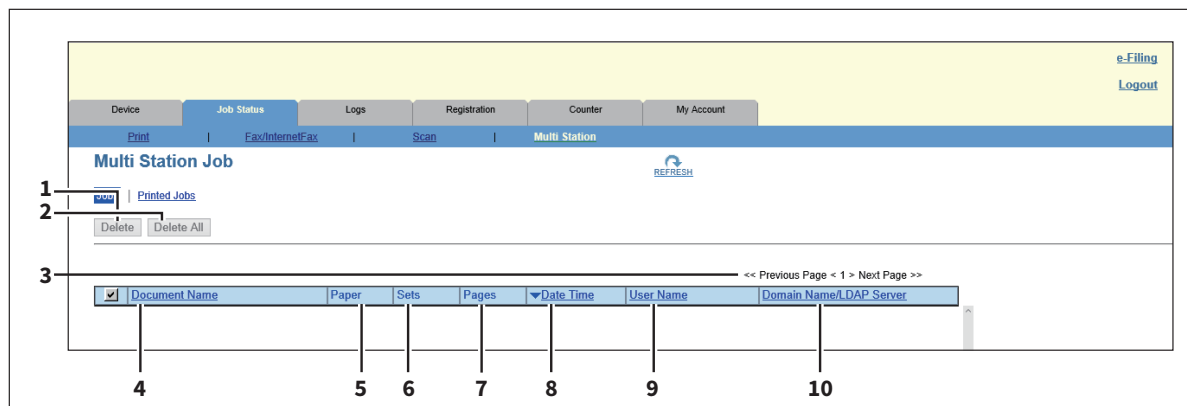 e-Filing
Logout
Device Job Status Logs Registration Counter My Account
Print | Fax/InternetFax | Scan | Multi Station
Multi Station Job
REFRESH
1
Job | Printed Jobs
2
Delete Delete All
3
<< Previous Page < 1 > Next Page >>
Document Name Paper Sets Pages Date Time User Name Domain Name/LDAP Server
4 5 6 7 8 9 10